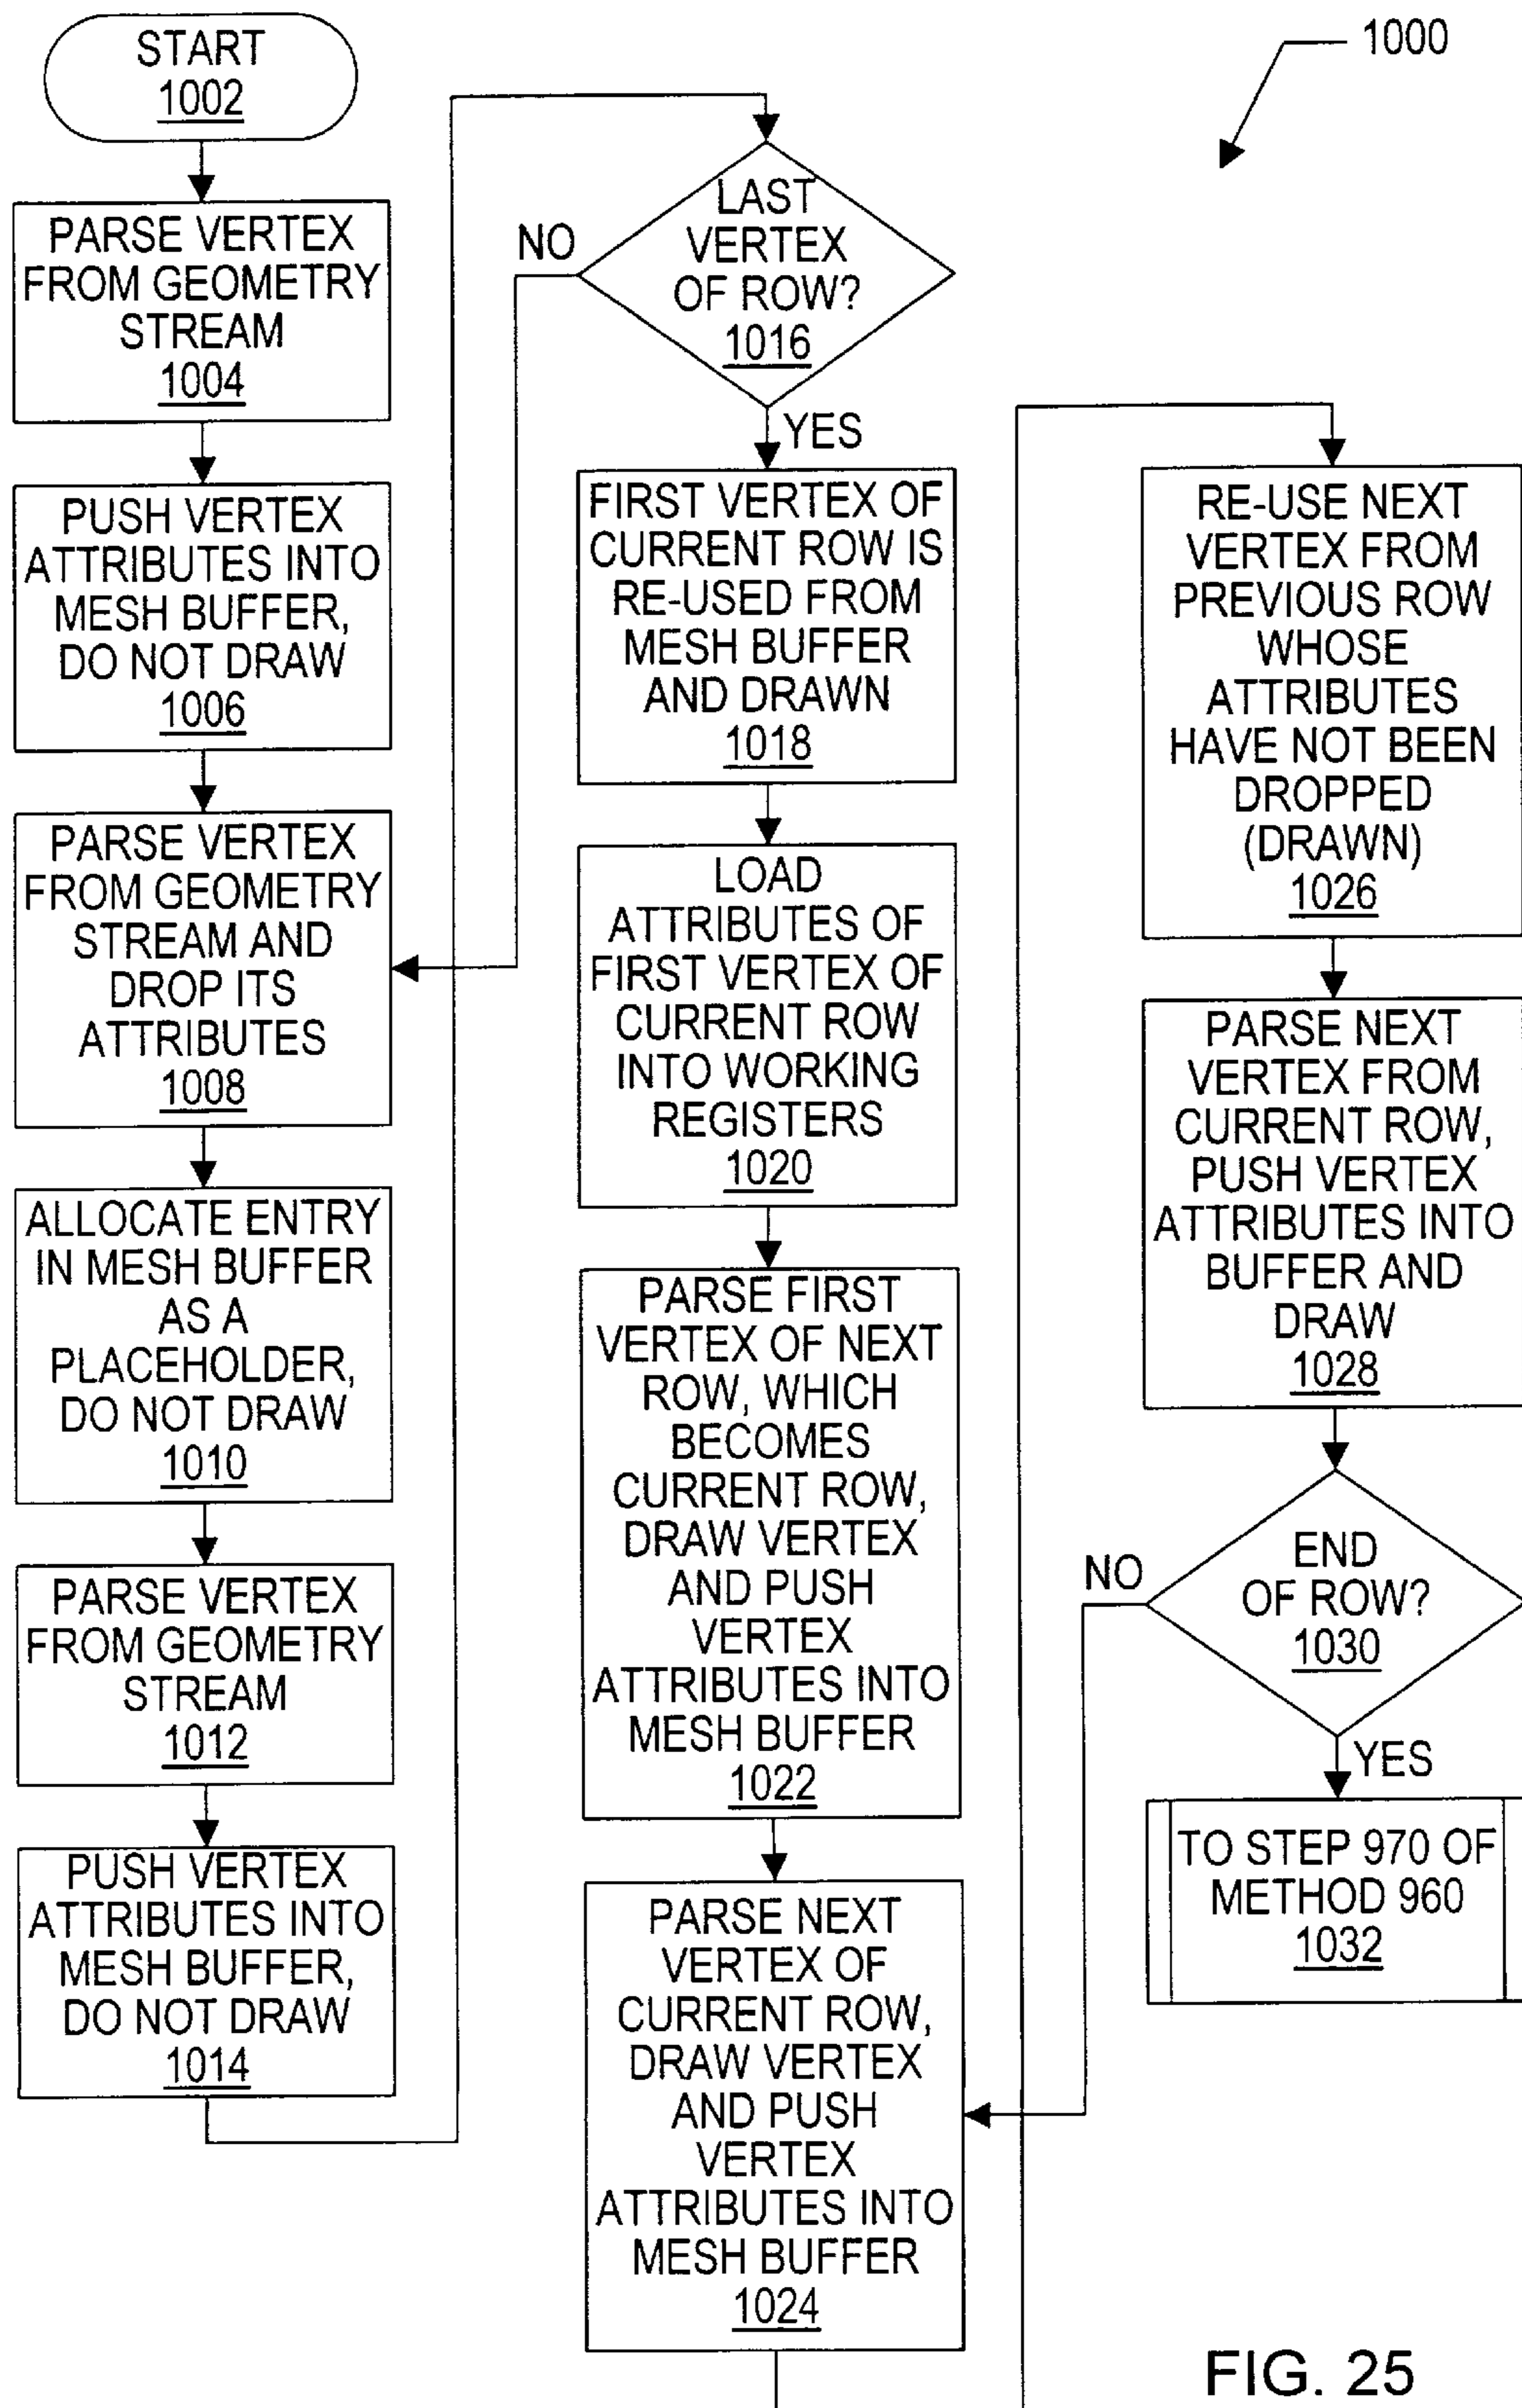 START
1002
PARSE VERTEX
FROM GEOMETRY
STREAM
1004
PUSH VERTEX
ATTRIBUTES INTO
MESH BUFFER,
DO NOT DRAW
1006
PARSE VERTEX
FROM GEOMETRY
STREAM AND
DROP ITS
ATTRIBUTES
1008
ALLOCATE ENTRY
IN MESH BUFFER
AS A
PLACEHOLDER,
DO NOT DRAW
1010
PARSE VERTEX
FROM GEOMETRY
STREAM
1012
PUSH VERTEX
ATTRIBUTES INTO
MESH BUFFER,
DO NOT DRAW
1014
LAST
VERTEX
OF ROW?
1016
NO
YES
FIRST VERTEX OF
CURRENT ROW IS
RE-USED FROM
MESH BUFFER
AND DRAWN
1018
LOAD
ATTRIBUTES OF
FIRST VERTEX OF
CURRENT ROW
INTO WORKING
REGISTERS
1020
PARSE FIRST
VERTEX OF NEXT
ROW, WHICH
BECOMES
CURRENT ROW,
DRAW VERTEX
AND PUSH
VERTEX
ATTRIBUTES INTO
MESH BUFFER
1022
PARSE NEXT
VERTEX OF
CURRENT ROW,
DRAW VERTEX
AND PUSH
VERTEX
ATTRIBUTES INTO
MESH BUFFER
1024
1000
RE-USE NEXT
VERTEX FROM
PREVIOUS ROW
WHOSE
ATTRIBUTES
HAVE NOT BEEN
DROPPED
(DRAWN)
1026
PARSE NEXT
VERTEX FROM
CURRENT ROW,
PUSH VERTEX
ATTRIBUTES INTO
BUFFER AND
DRAW
1028
END
OF ROW?
1030
NO
YES
TO STEP 970 OF
METHOD 960
1032
FIG. 25